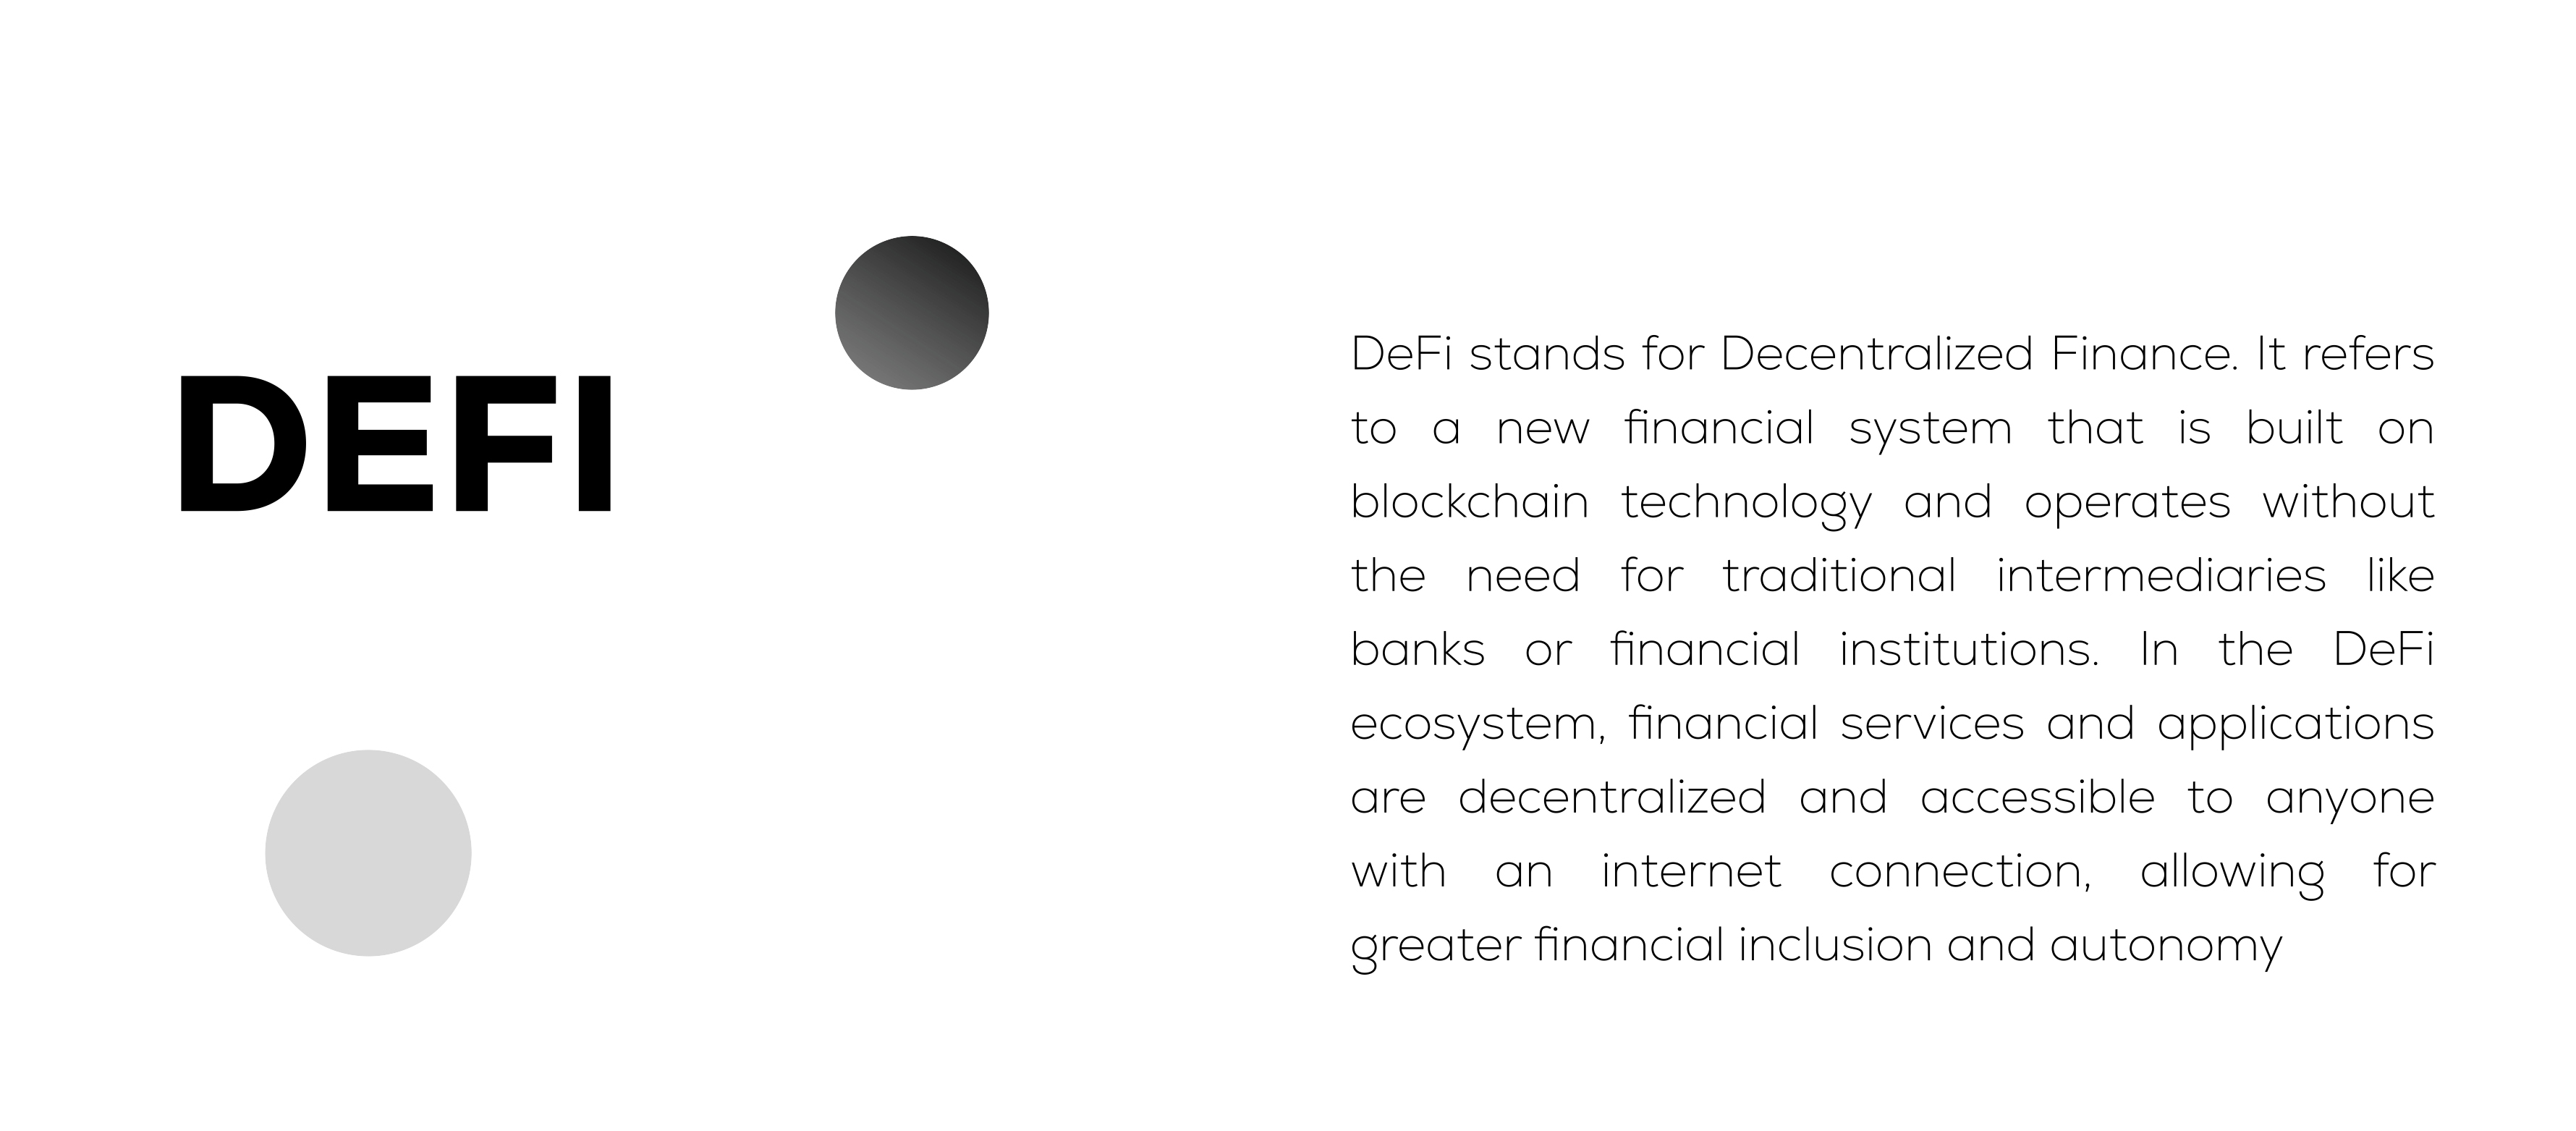 DEFI
DeFi stands for Decentralized Finance. It refers
to a new financial system that is built on
blockchain technology and operates without
the need for traditional intermediaries like
banks or financial institutions. In the DeFi
ecosystem, financial services and applications
are decentralized and accessible to anyone
with an internet connection, allowing for
greater financial inclusion and autonomy